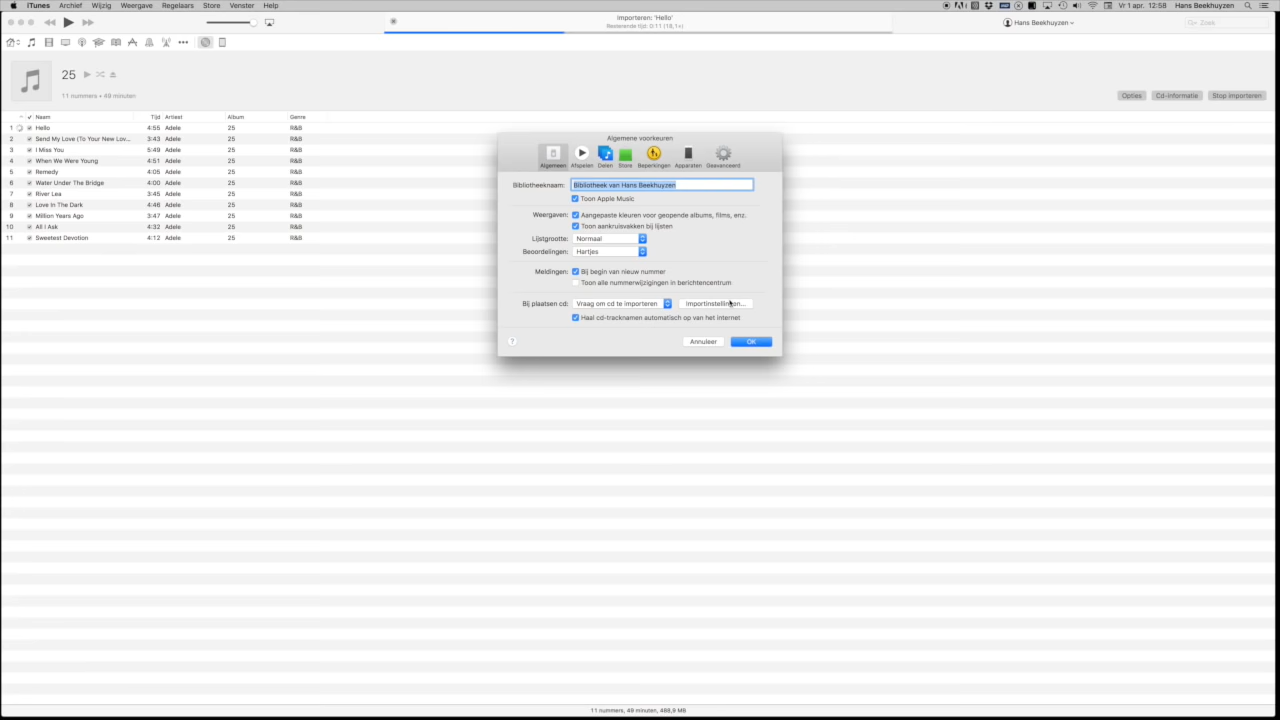 iTunes Archief Wijzig Weergave Regelaars Store Venster Help
Vr 1 apr. 12:58 Hans Beekhuyzen
Importeren: 'Hello'
Resterende tijd: 0:11 (18,1×)
Hans Beekhuyzen
Zoek
25
11 nummers • 49 minuten
Opties Cd-informatie Stop importeren
Naam Tijd Artiest Album Genre
1 Hello 4:55 Adele 25 R&B
2 Send My Love (To Your New Lov... 3:43 Adele 25 R&B
3 I Miss You 5:49 Adele 25 R&B
4 When We Were Young 4:51 Adele 25 R&B
5 Remedy 4:05 Adele 25 R&B
6 Water Under The Bridge 4:00 Adele 25 R&B
7 River Lea 3:45 Adele 25 R&B
8 Love In The Dark 4:46 Adele 25 R&B
9 Million Years Ago 3:47 Adele 25 R&B
10 All I Ask 4:32 Adele 25 R&B
11 Sweetest Devotion 4:12 Adele 25 R&B
Algemene voorkeuren
Algemeen Afspelen Delen Store Beperkingen Apparaten Geavanceerd
Bibliotheeknaam: Bibliotheek van Hans Beekhuyzen
Toon Apple Music
Weergaven: Aangepaste kleuren voor geopende albums, films, enz.
Toon aankruisvakken bij lijsten
Lijstgrootte: Normaal
Beoordelingen: Hartjes
Meldingen: Bij begin van nieuw nummer
Toon alle nummerwijzigingen in berichtencentrum
Bij plaatsen cd: Vraag om cd te importeren Importinstellingen...
Haal cd-tracknamen automatisch op van het internet
? Annuleer OK
11 nummers, 49 minuten, 488,9 MB